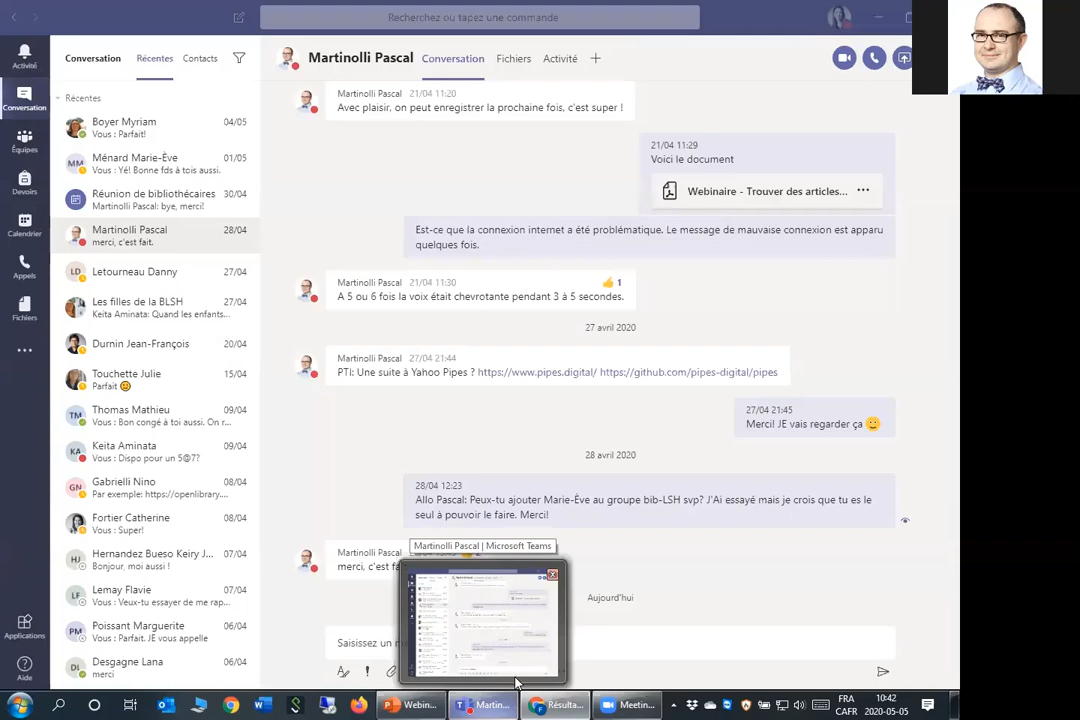 Recherchez ou tapez une commande
Activité
Conversation
Équipes
Devoirs
Calendrier
Appels
Fichiers
Applications
Aide
Conversation Récentes Contacts
Récentes
Boyer Myriam 04/05
Vous : Parfait!
MM Ménard Marie-Ève 01/05
Vous : Yé! Bonne fds à tois aussi.
Réunion de bibliothécaires 30/04
Martinolli Pascal: bye, merci!
Martinolli Pascal 28/04
merci, c'est fait.
LD Letourneau Danny 27/04
Les filles de la BLSH 27/04
Keita Aminata: Quand les enfants...
Durnin Jean-François 20/04
Touchette Julie 15/04
Parfait
TM Thomas Mathieu 09/04
Vous : Bon congé à toi aussi. On r...
KA Keita Aminata 09/04
Vous : Dispo pour un 5@7?
GN Gabrielli Nino 08/04
Par exemple: https://openlibrary....
Fortier Catherine 08/04
Vous : Super!
HJ Hernandez Bueso Keiry J... 07/04
Bonjour, moi aussi !
LF Lemay Flavie 07/04
Vous : Veux-tu essayer de me rap...
PM Poissant Marguerite 06/04
Vous : Parfait. JE vous appelle
Desgagne Lana 06/04
merci
Martinolli Pascal Conversation Fichiers Activité
Martinolli Pascal 21/04 11:20
Avec plaisir, on peut enregistrer la prochaine fois, c'est super !
21/04 11:29
Voici le document
Webinaire - Trouver des articles...
Est-ce que la connexion internet a été problématique. Le message de mauvaise connexion est apparu
quelques fois.
Martinolli Pascal 21/04 11:30 1
A 5 ou 6 fois la voix était chevrotante pendant 3 à 5 secondes.
27 avril 2020
Martinolli Pascal 27/04 21:44
PTI: Une suite à Yahoo Pipes ? https://www.pipes.digital/ https://github.com/pipes-digital/pipes
27/04 21:45
Merci! JE vais regarder ça
28 avril 2020
28/04 12:23
Allo Pascal: Peux-tu ajouter Marie-Ève au groupe bib-LSH svp? J'Ai essayé mais je crois que tu es le
seul à pouvoir le faire. Merci!
Martinolli Pascal | Microsoft Teams
Martinolli Pascal
merci, c'est fa
Aujourd'hui
Saisissez un
Webin... Martin... Résulta... Meetin...
FRA
CAFR
10:42
2020-05-05